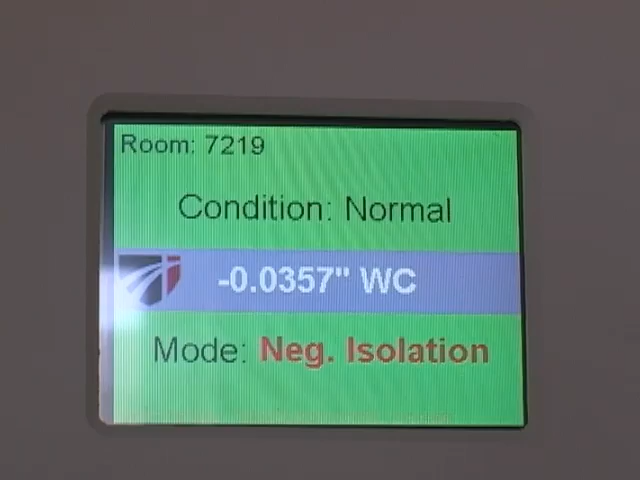 Room: 7219
Condition: Normal
-0.0357" WC
Mode: Neg. Isolation